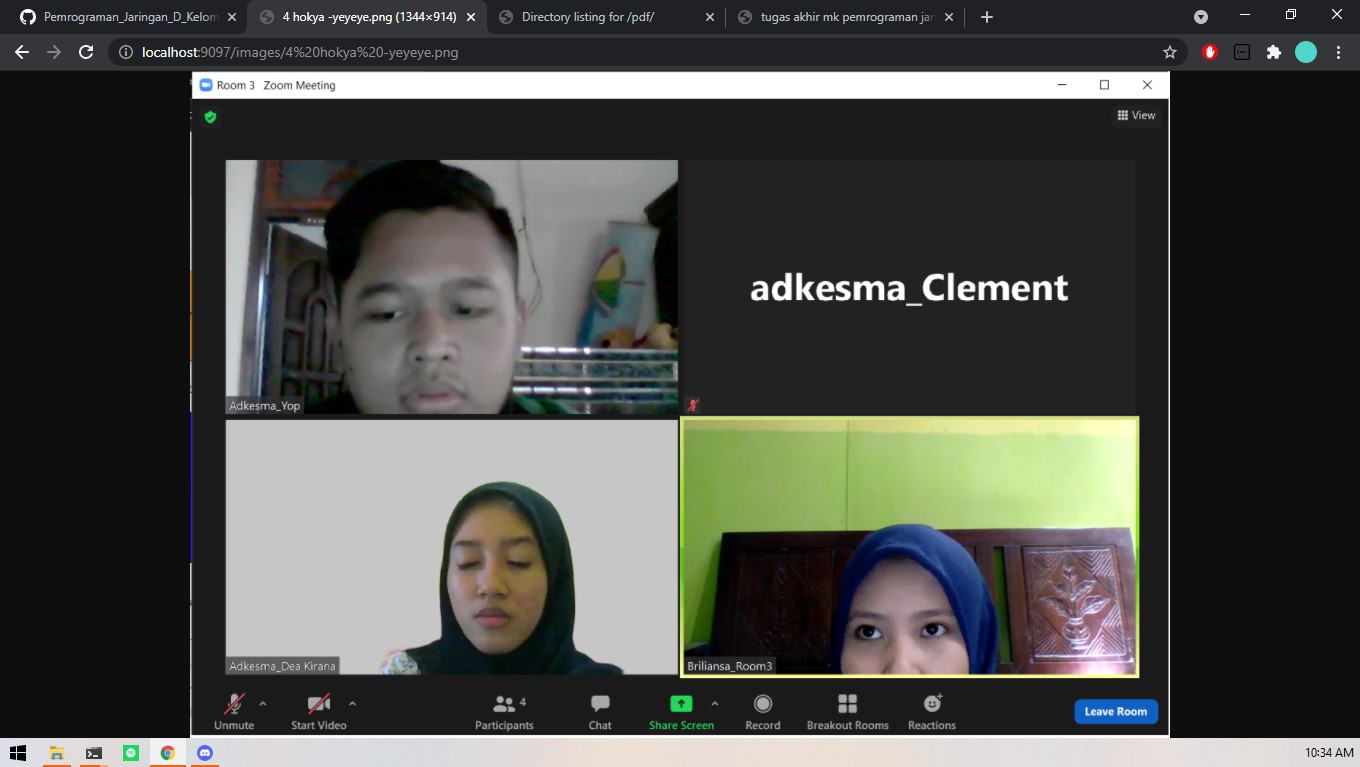 Pemrograman_Jaringan_D_Kelom
4 hokya -yeyeye.png (1344×914)
Directory listing for /pdf/
tugas akhir mk pemrograman jar
localhost:9097/images/4%20hokya%20-yeyeye.png
Room 3 Zoom Meeting
View
adkesma_Clement
Adkesma_Yop
Adkesma_Dea Kirana
Briliansa_Room3
4
Unmute
Start Video
Participants
Chat
Share Screen
Record
Breakout Rooms
Reactions
Leave Room
10:34 AM